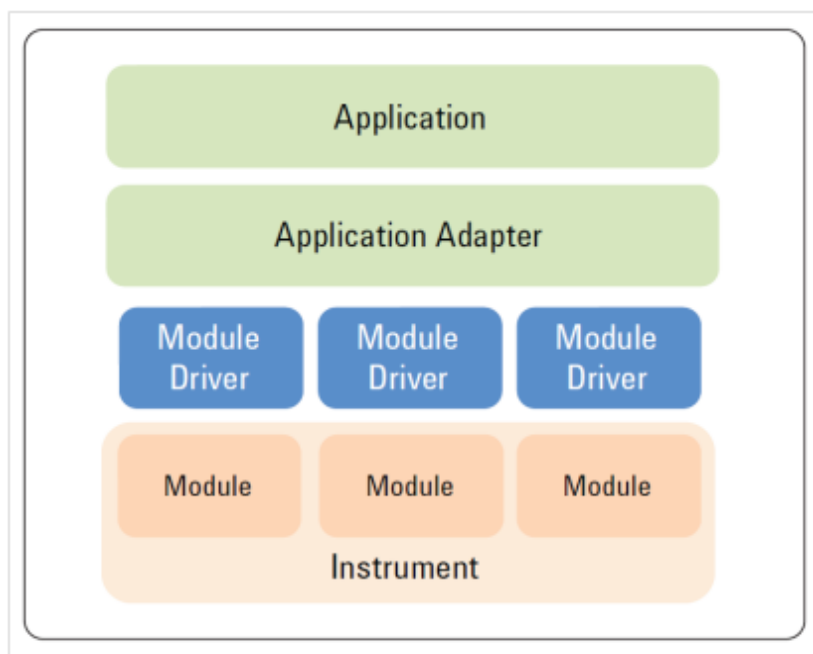 Application
Application Adapter
Module Module Module
Driver Driver Driver
Module Module Module
Instrument